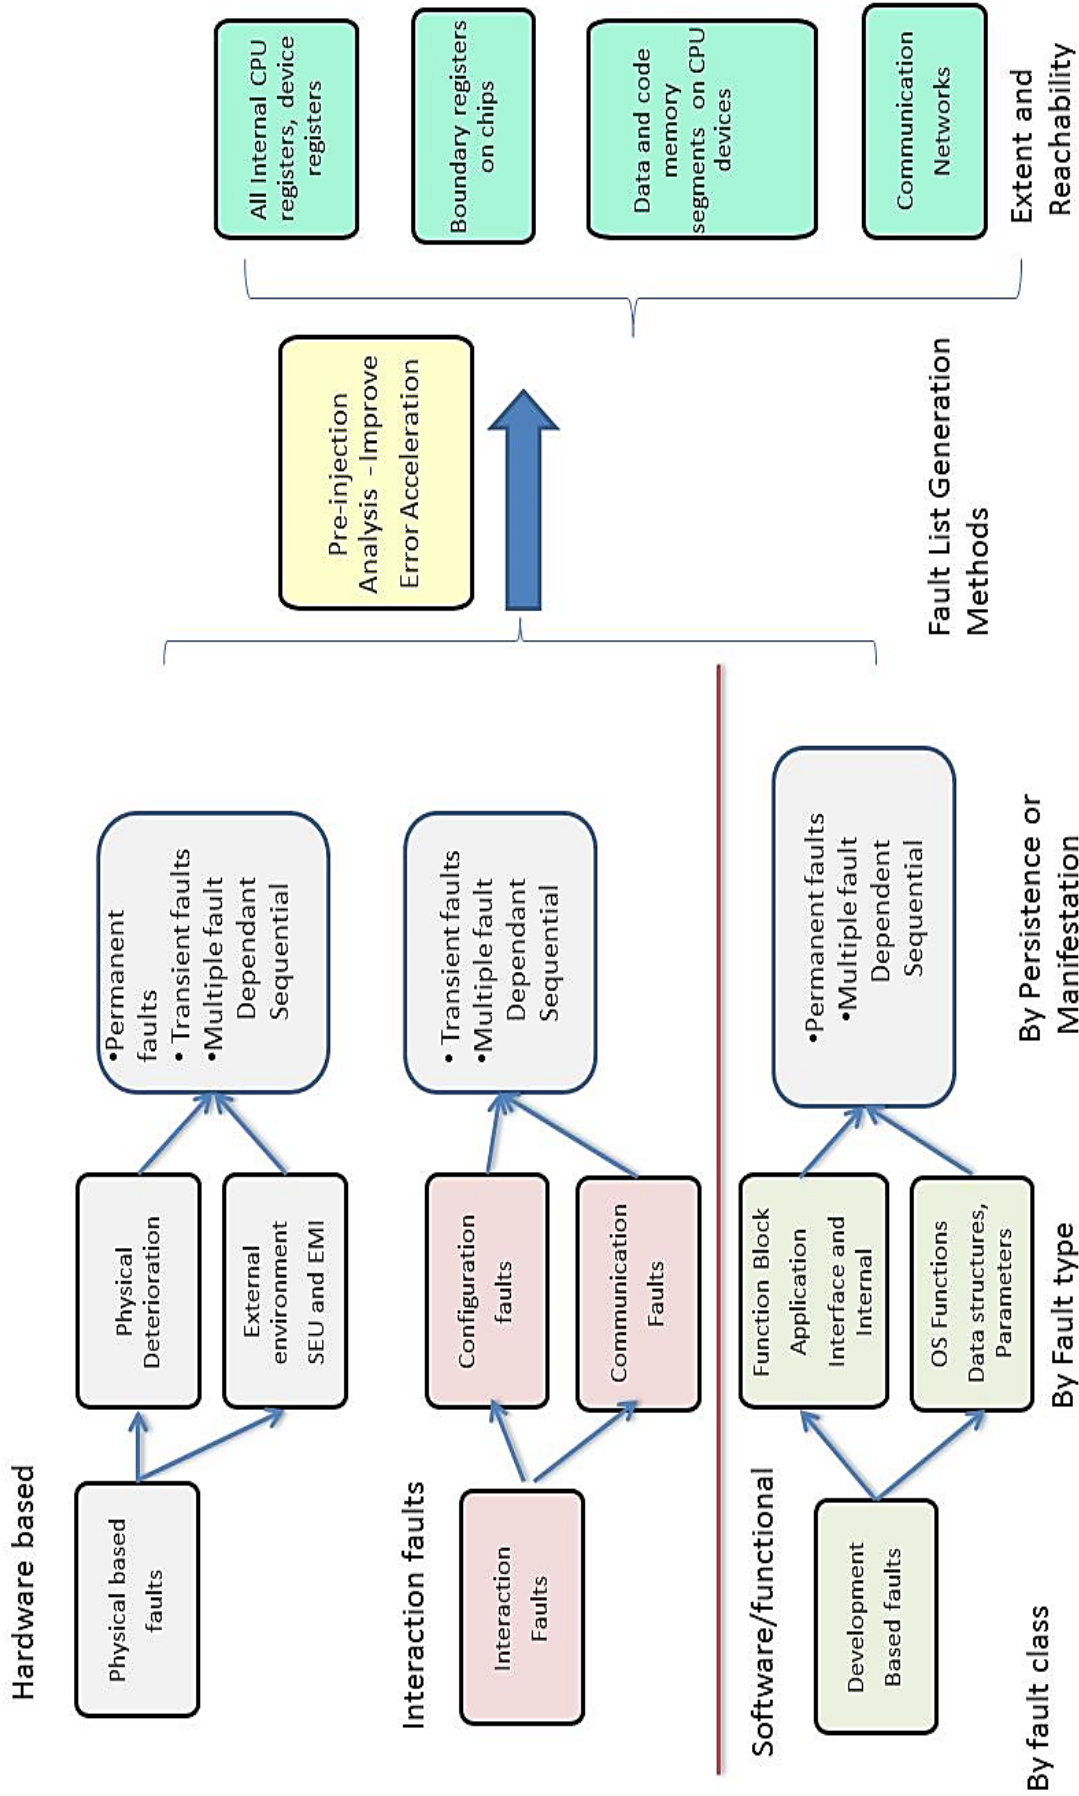 Hardware based
Physical based
faults
Physical
Deterioration
External
environment
SEU and EMI
•Permanent
faults
• Transient faults
•Multiple fault
Dependant
Sequential
Interaction faults
Interaction
Faults
Configuration
faults
Communication
Faults
• Transient faults
•Multiple fault
Dependant
Sequential
Software/functional
Development
Based faults
Function Block
Application
Interface and
Internal
OS Functions
Data structures,
Parameters
•Permanent faults
•Multiple fault
Dependent
Sequential
Pre-injection
Analysis - Improve
Error Acceleration
All Internal CPU
registers, device
registers
Boundary registers
on chips
Data and code
memory
segments on CPU
devices
Communication
Networks
By fault class
By Fault type
By Persistence or
Manifestation
Fault List Generation
Methods
Extent and
Reachability